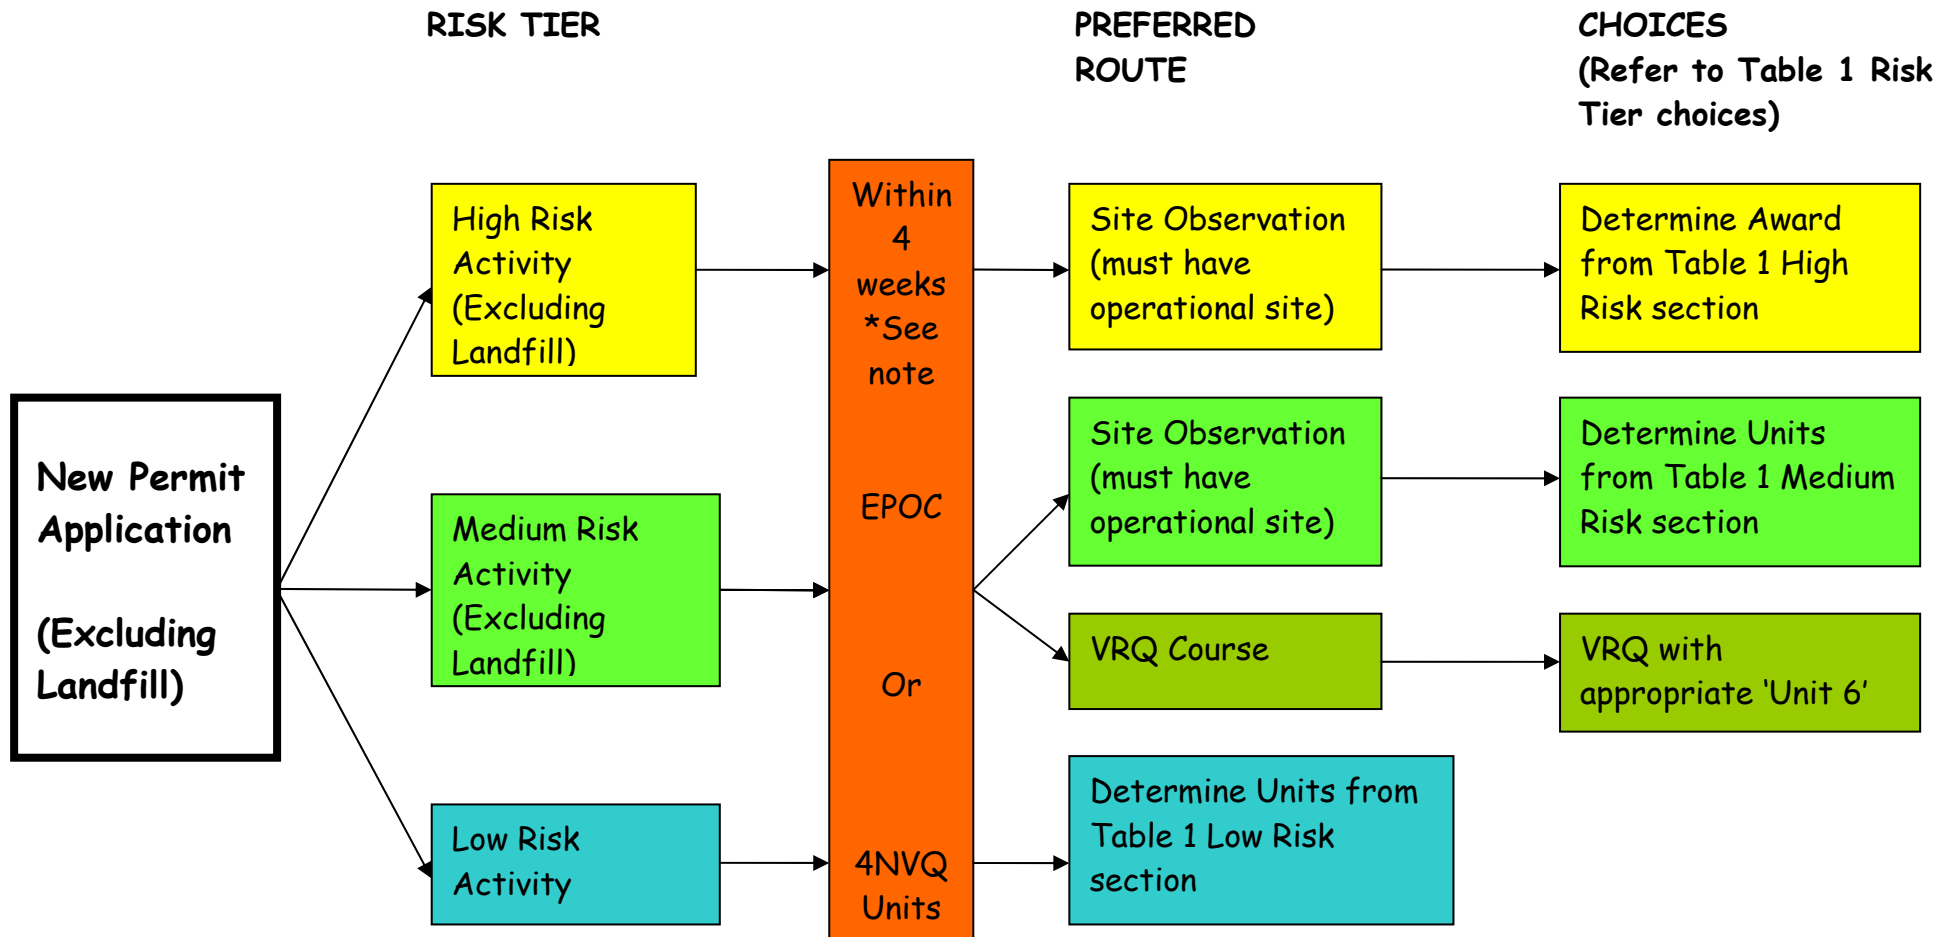 RISK TIER
PREFERRED
ROUTE
CHOICES
(Refer to Table 1 Risk
Tier choices)
New Permit
Application
(Excluding
Landfill)
High Risk
Activity
(Excluding
Landfill)
Medium Risk
Activity
(Excluding
Landfill)
Low Risk
Activity
Within
4
weeks
*See
note
EPOC
Or
4NVQ
Units
Site Observation
(must have
operational site)
Determine Award
from Table 1 High
Risk section
Site Observation
(must have
operational site)
Determine Units
from Table 1 Medium
Risk section
VRQ Course
VRQ with
appropriate ‘Unit 6’
Determine Units from
Table 1 Low Risk
section